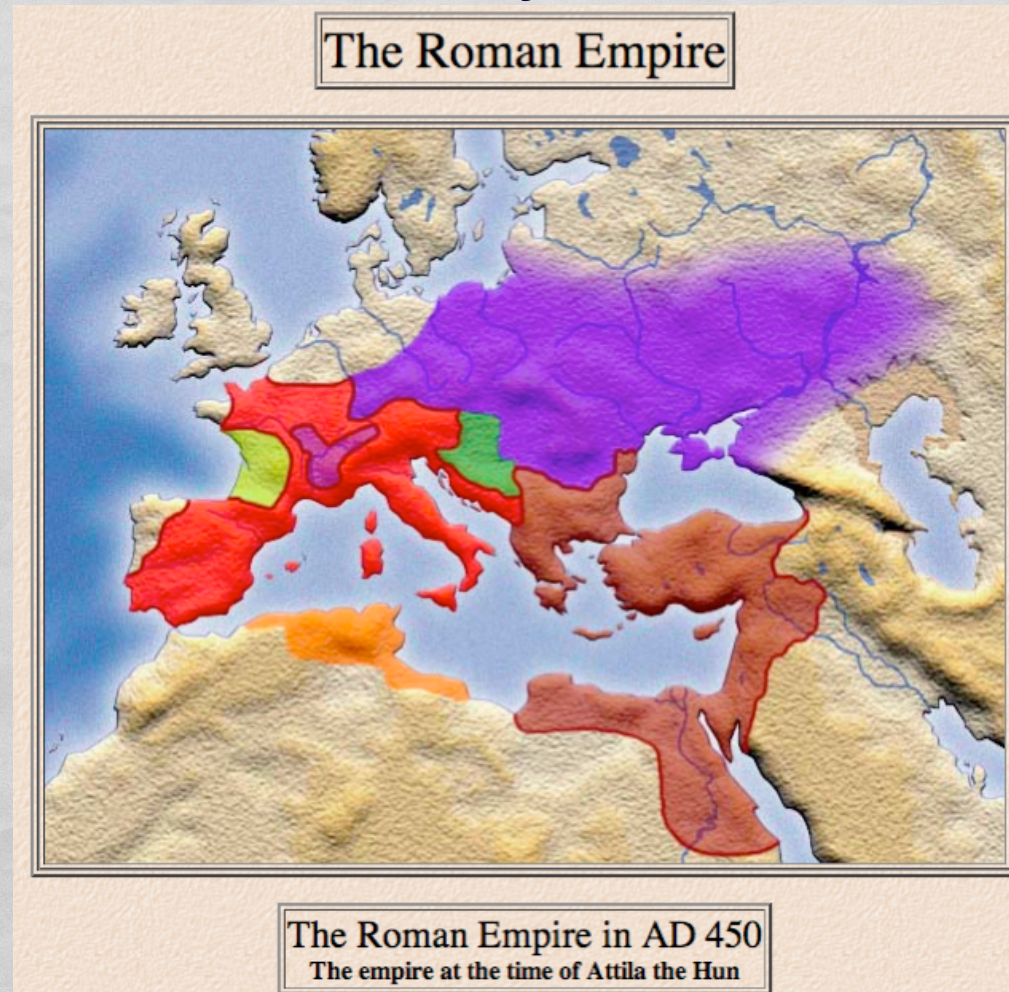 The Roman Empire
The Roman Empire in AD 450
The empire at the time of Attila the Hun